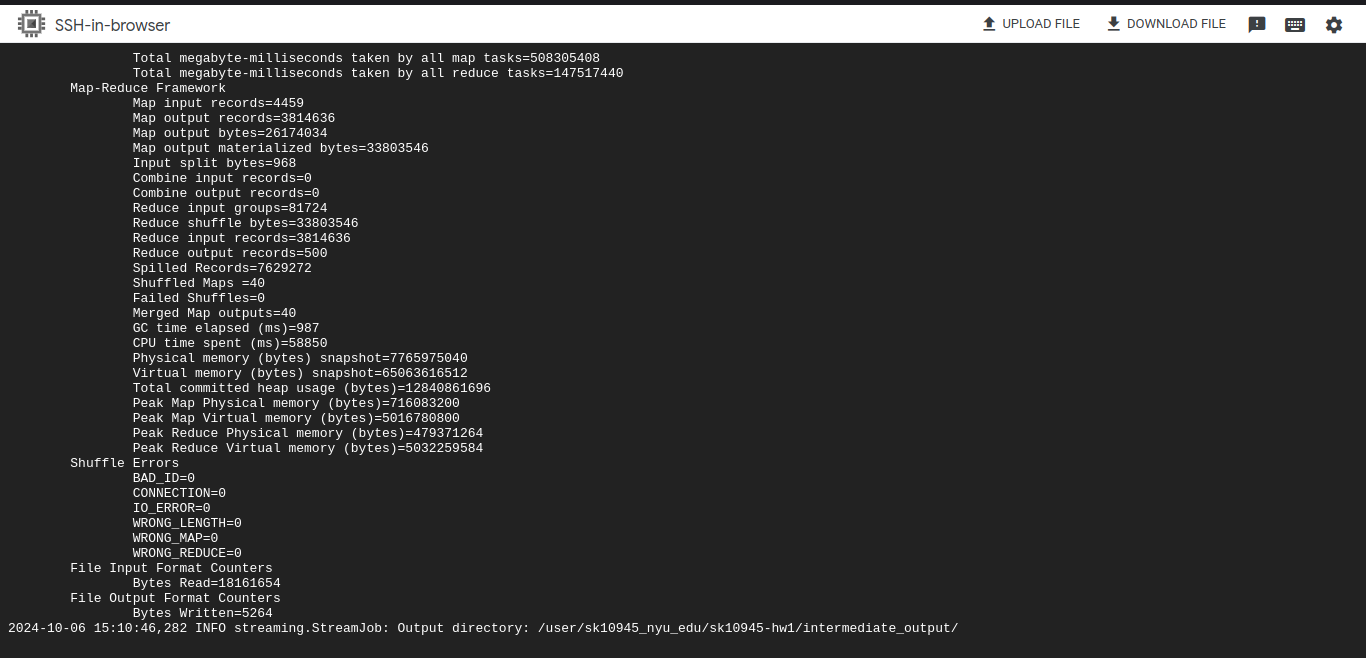 SSH-in-browser
UPLOAD FILE
DOWNLOAD FILE
Total megabyte-milliseconds taken by all map tasks=508305408
Total megabyte-milliseconds taken by all reduce tasks=147517440
Map-Reduce Framework
Map input records=4459
Map output records=3814636
Map output bytes=26174034
Map output materialized bytes=33803546
Input split bytes=968
Combine input records=0
Combine output records=0
Reduce input groups=81724
Reduce shuffle bytes=33803546
Reduce input records=3814636
Reduce output records=500
Spilled Records=7629272
Shuffled Maps =40
Failed Shuffles=0
Merged Map outputs=40
GC time elapsed (ms)=987
CPU time spent (ms)=58850
Physical memory (bytes) snapshot=7765975040
Virtual memory (bytes) snapshot=65063616512
Total committed heap usage (bytes)=12840861696
Peak Map Physical memory (bytes)=716083200
Peak Map Virtual memory (bytes)=5016780800
Peak Reduce Physical memory (bytes)=479371264
Peak Reduce Virtual memory (bytes)=5032259584
Shuffle Errors
BAD_ID=0
CONNECTION=0
IO_ERROR=0
WRONG_LENGTH=0
WRONG_MAP=0
WRONG_REDUCE=0
File Input Format Counters
Bytes Read=18161654
File Output Format Counters
Bytes Written=5264
2024-10-06 15:10:46,282 INFO streaming.StreamJob: Output directory: /user/sk10945_nyu_edu/sk10945-hw1/intermediate_output/